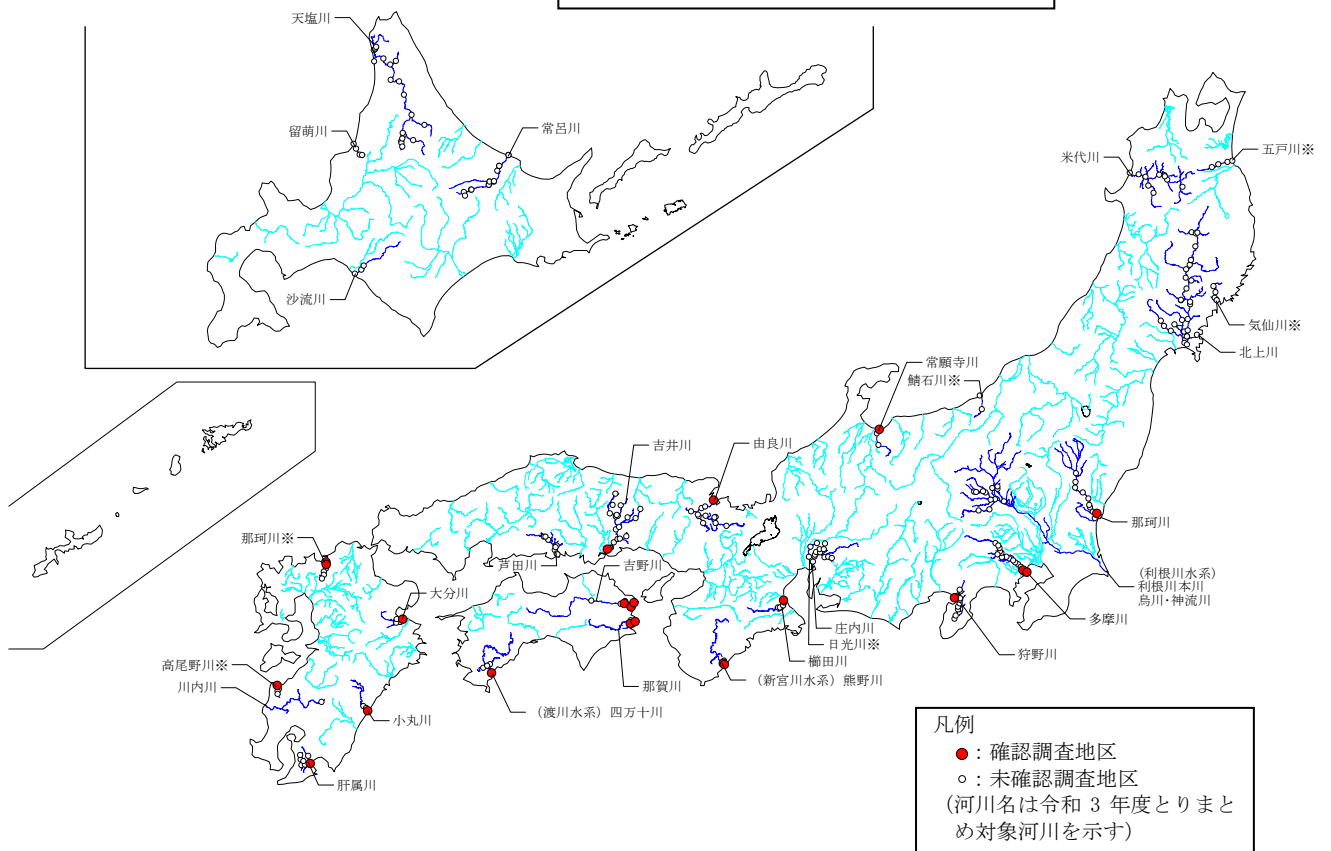 天塩川
留萌川
常呂川
沙流川
米代川
五戸川※
気仙川※
北上川
常願寺川
鯖石川※
吉井川
由良川
那珂川
那珂川※
芦田川
吉野川
大分川
(利根川水系)
利根川本川
烏川・神流川
多摩川
庄内川
日光川※
狩野川
櫛田川
高尾野川※
川内川
那賀川
(新宮川水系) 熊野川
(渡川水系) 四万十川
小丸川
肝属川
凡例
：確認調査地区
：未確認調査地区
(河川名は令和 3 年度とりまと
め対象河川を示す)